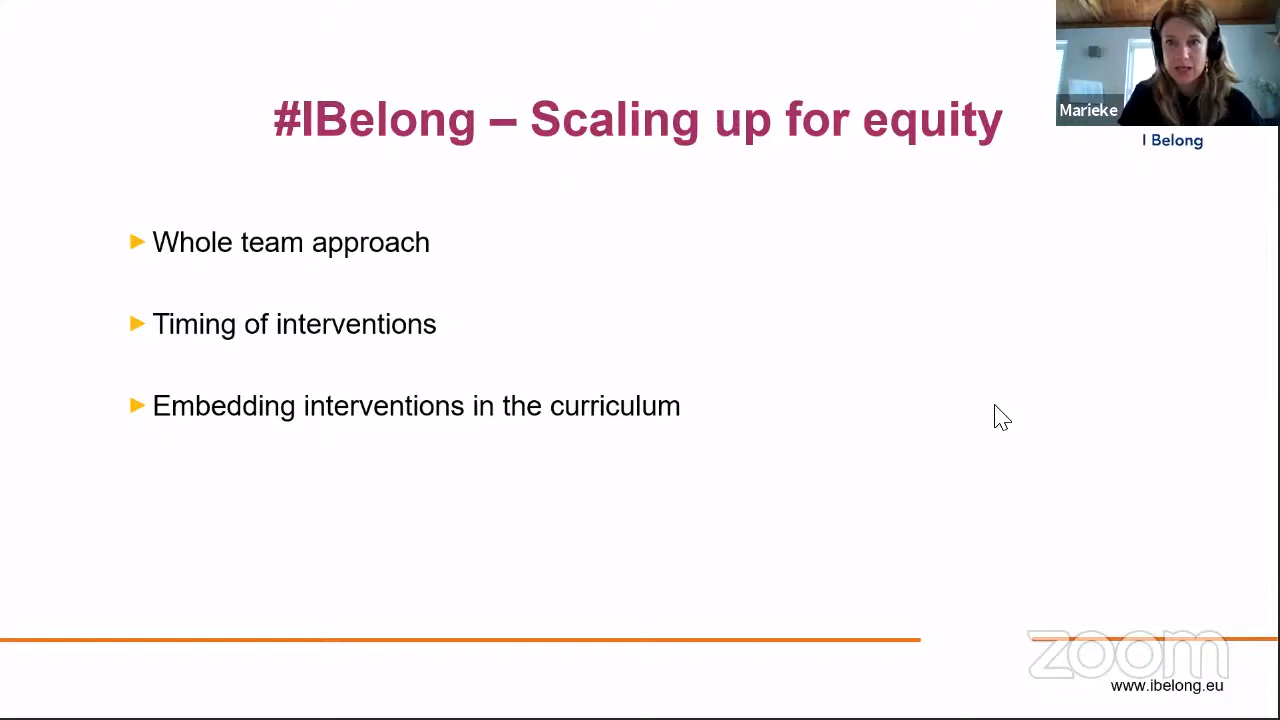 #IBelong – Scaling up for equity
Marieke
I Belong
Whole team approach
Timing of interventions
Embedding interventions in the curriculum
zoom
www.ibelong.eu